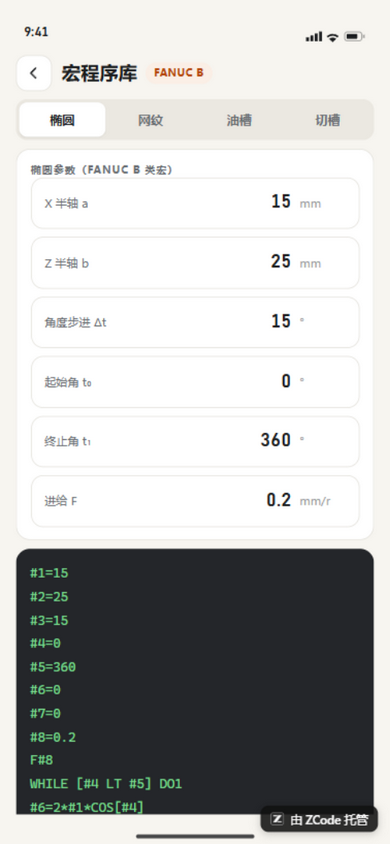 9:41
宏程序库 FANUC B
椭圆 网纹 油槽 切槽
椭圆参数（FANUC B 类宏）
X 半轴 a 15 mm
Z 半轴 b 25 mm
角度步进 Δt 15 °
起始角 t₀ 0 °
终止角 t₁ 360 °
进给 F 0.2 mm/r
#1=15
#2=25
#3=15
#4=0
#5=360
#6=0
#7=0
#8=0.2
F#8
WHILE [#4 LT #5] DO1
#6=2*#1*COS[#4]
由 ZCode 托管